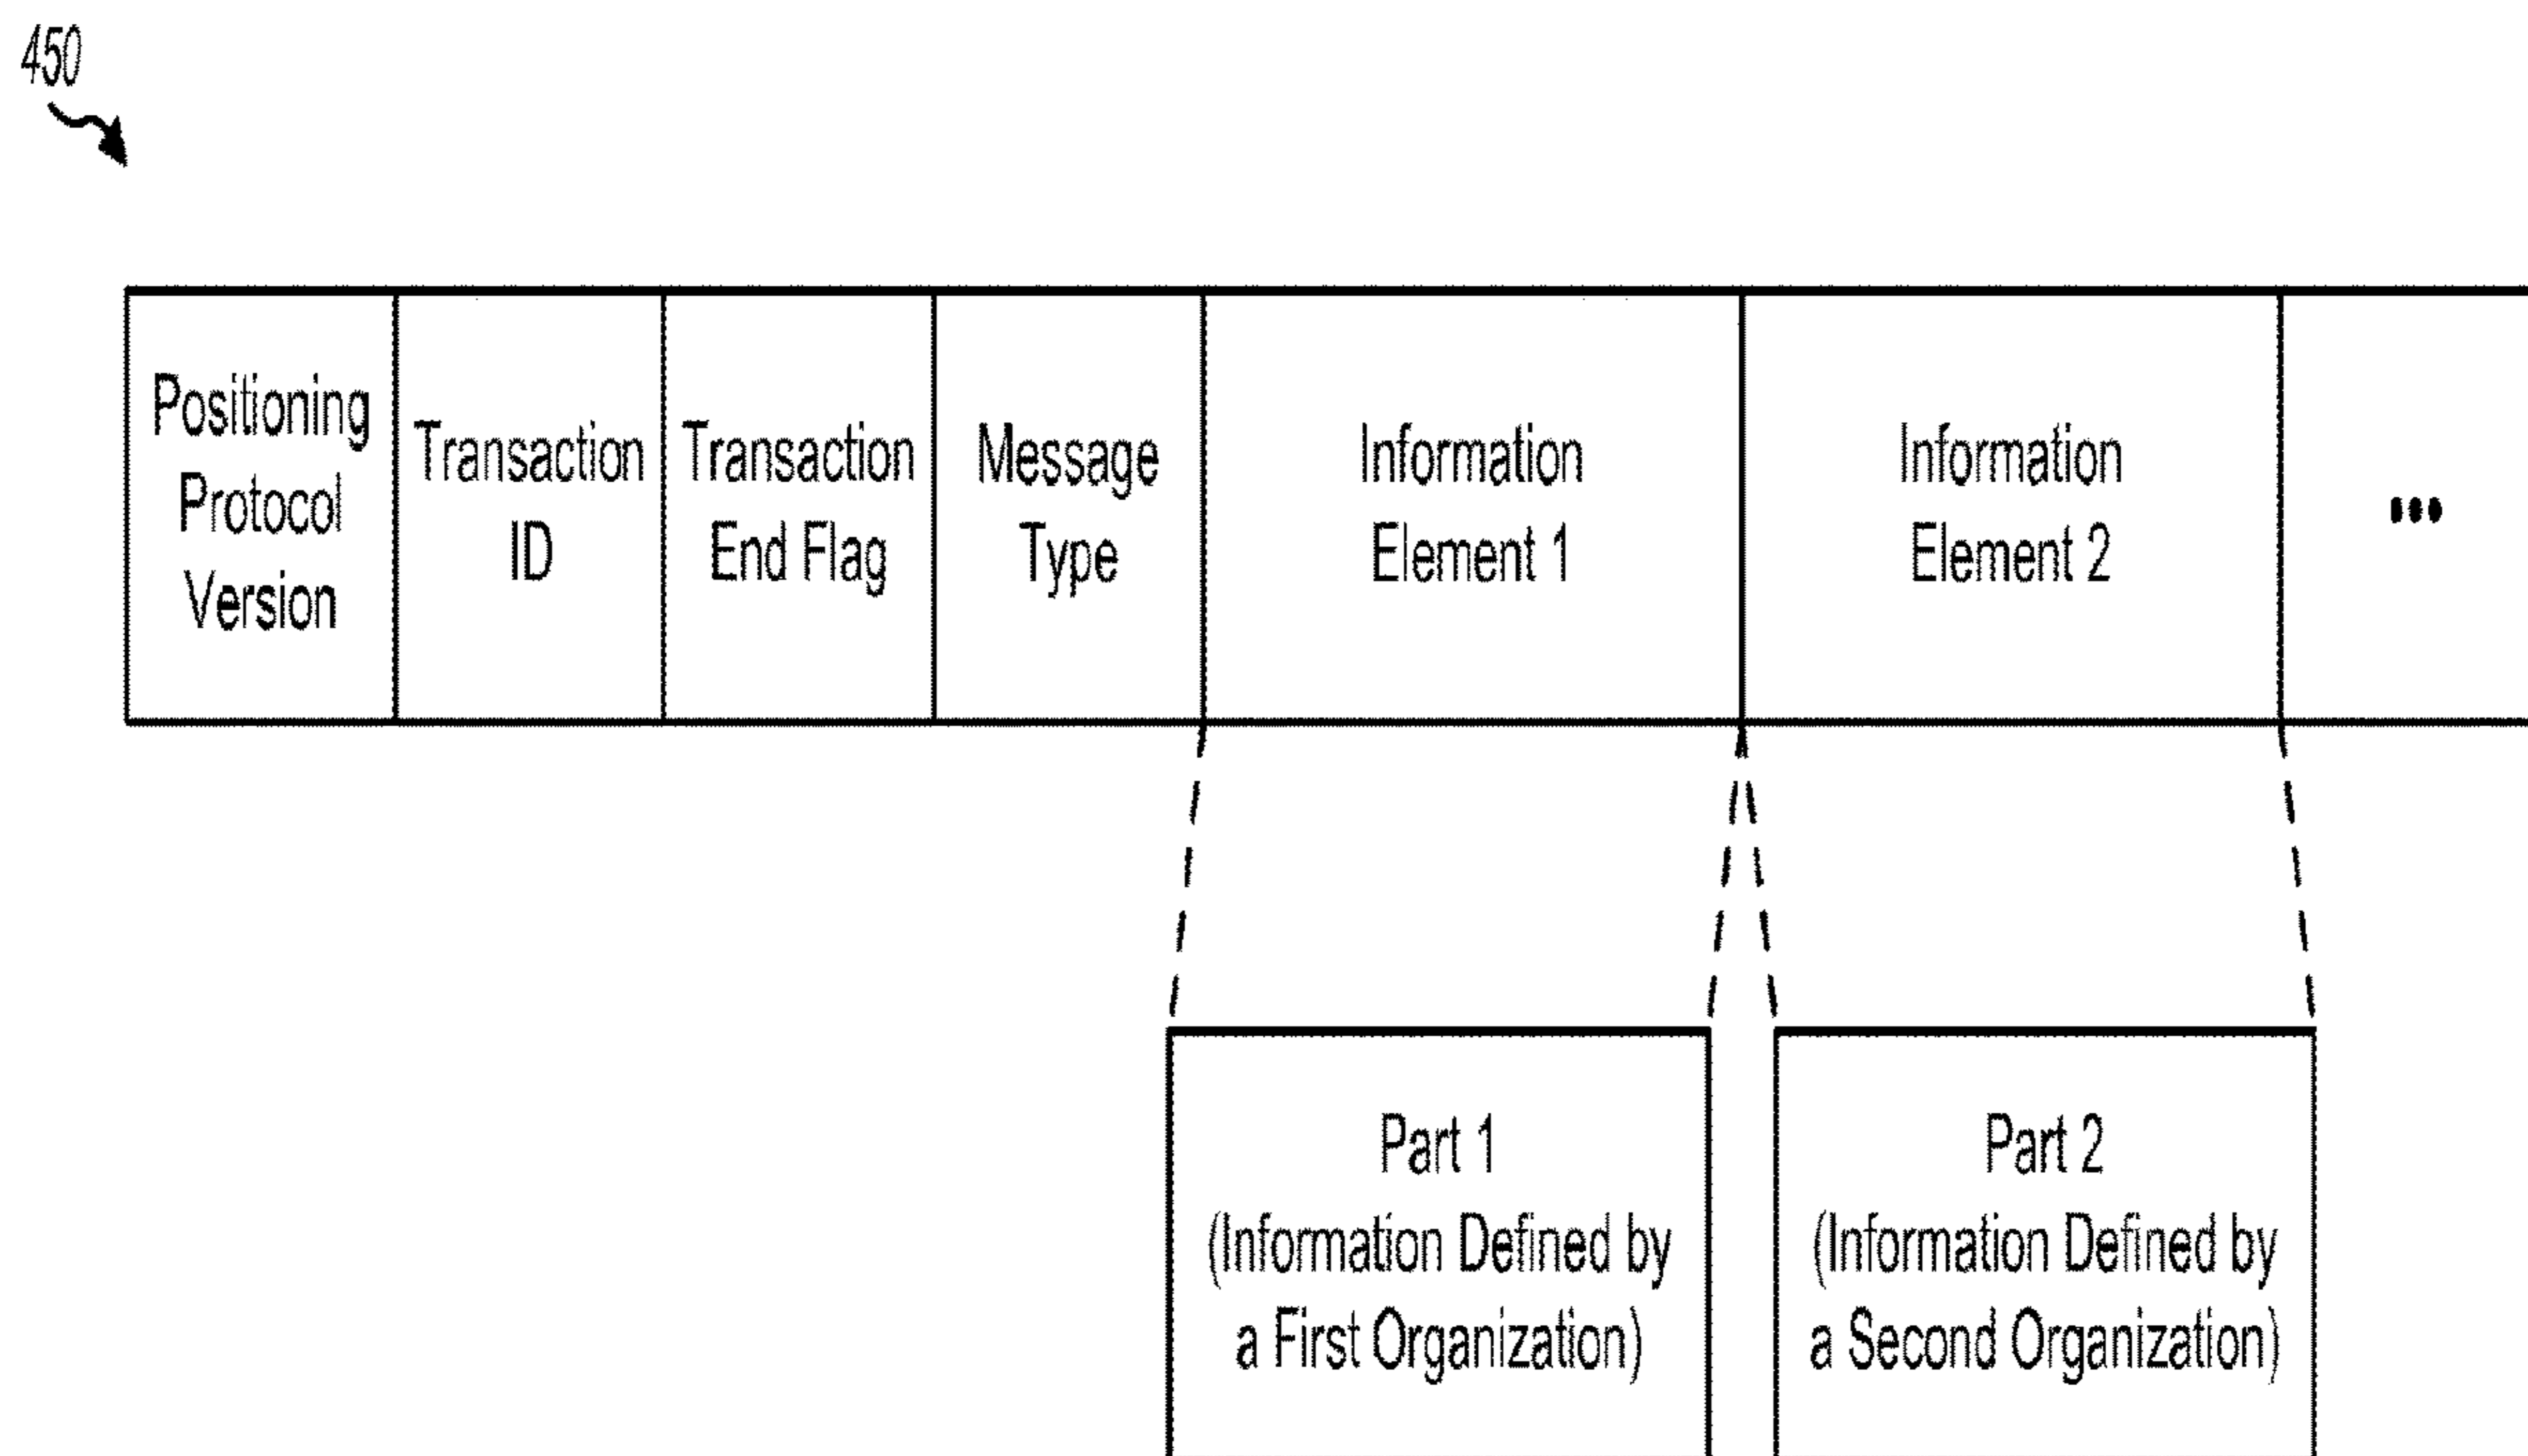 450
Positioning
Protocol
Version
Transaction
ID
Transaction
End Flag
Message
Type
Information
Element 1
Information
Element 2
...
Part 1
(Information Defined by
a First Organization)
Part 2
(Information Defined by
a Second Organization)